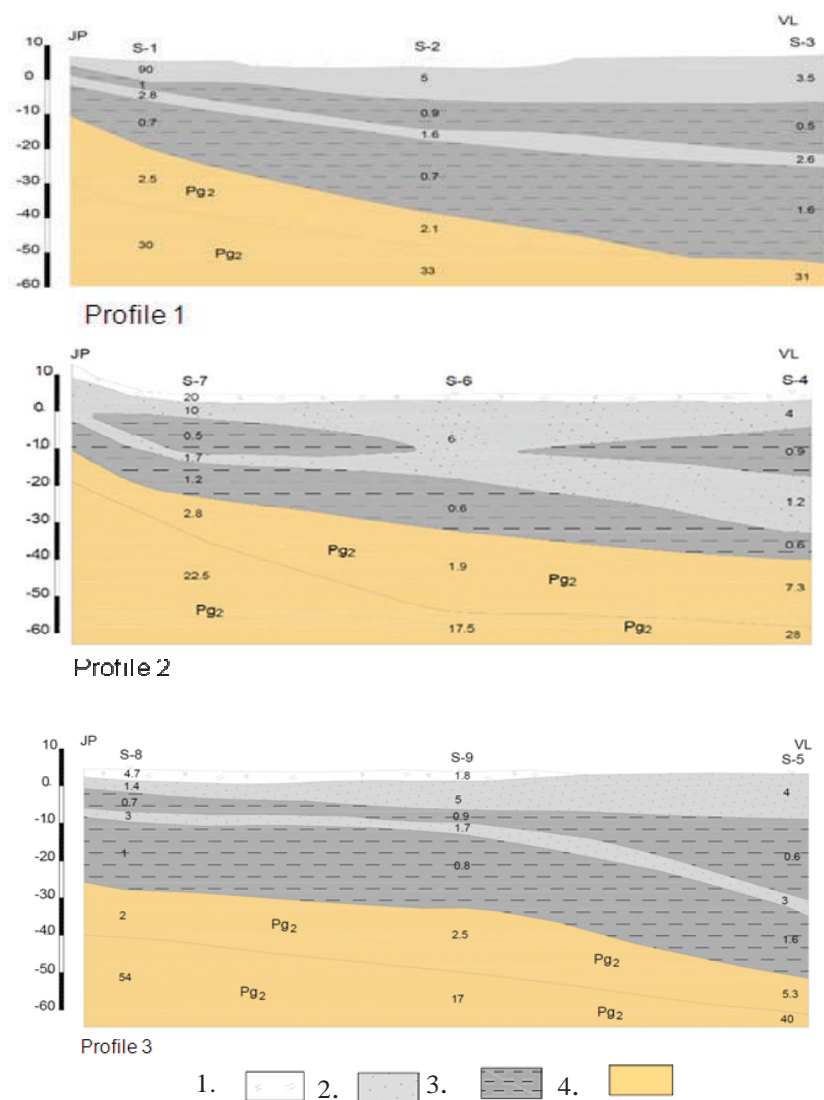 JP VL
S-1 S-2 S-3
10
0
-10
-20
-30
-40
-50
-60
90 5 3.5
1 0.9 0.5
2.8 1.6 2.6
0.7 0.7 1.6
2.5 Pg2 2.1
30 Pg2 33 31
Profile 1
JP VL
S-7 S-6 S-4
10
0.
-10
-20
-30
-40
-50
-60
20
10 6 4
0.5 0.9
1.7
1.2 0.6 1.2
0.6
2.8 Pg2 1.9 Pg2 7.3
22.5
Pg2 17.5 Pg2 28
Profile 2
JP VL
S-8 S-9 S-5
10
0.
-10
-20
-30
-40
-50
-60
4.7 1.8
1.4 5 4
0.7 0.9
3 1.7
1 0.8 0.6
3
2 Pg2 2.5 Pg2 1.6
54 Pg2 17 Pg2 5.3
40
Profile 3
1. 2. 3. 4.